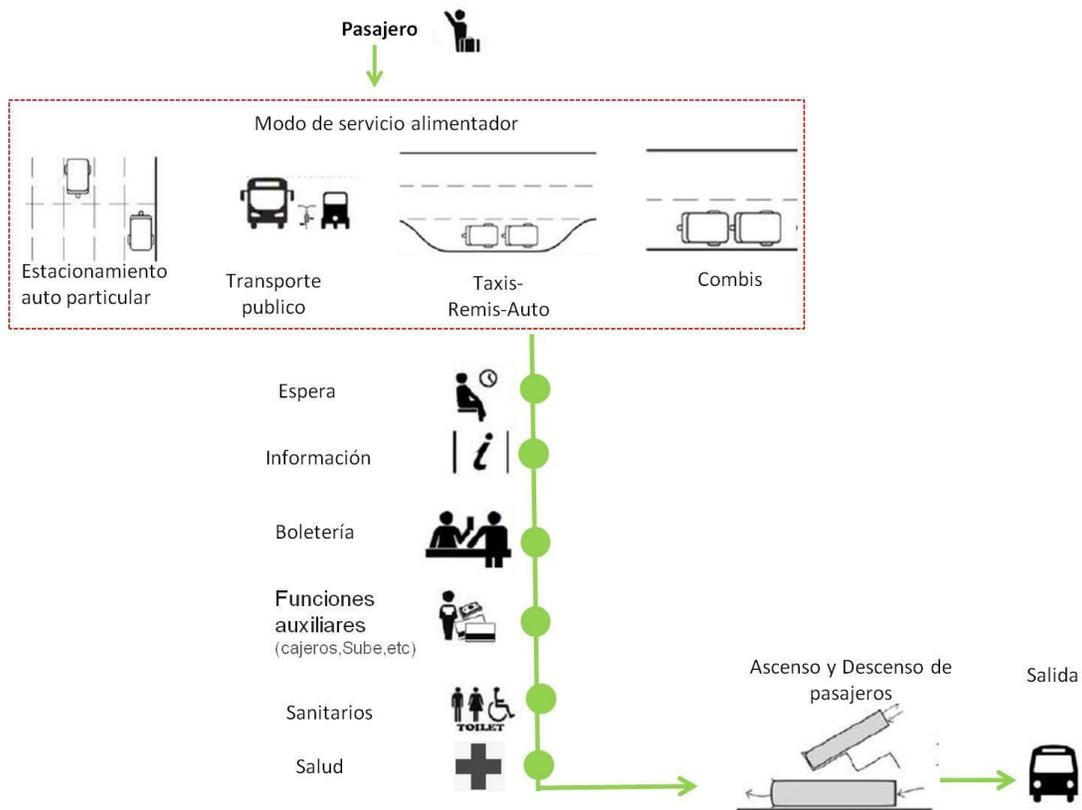 Pasajero
Modo de servicio alimentador
Estacionamiento
auto particular
Transporte
publico
Taxis-
Remis-Auto
Combis
Espera
Información
i
Boletería
Funciones
auxiliares
(cajeros,Sube,etc)
Sanitarios
TOILET
Salud
Ascenso y Descenso de
pasajeros
Salida